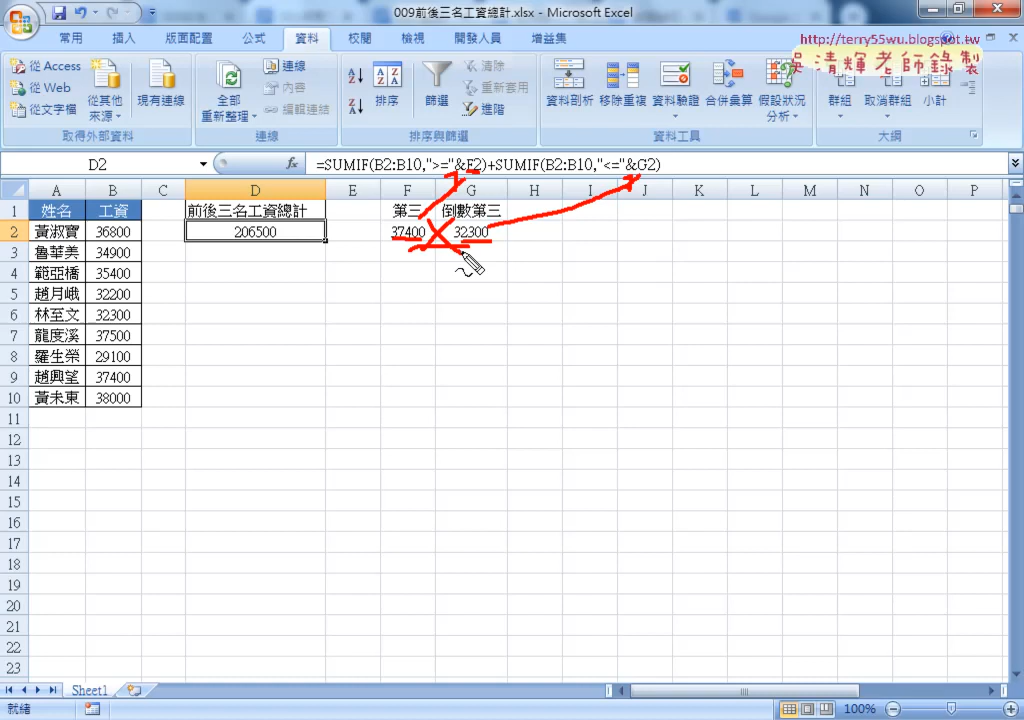 009前後三名工資總計.xlsx - Microsoft Excel
常用 插入 版面配置 公式 資料 校閱 檢視 開發人員 增益集
http://terry55wu.blogspot.tw
吳清輝老師錄製
從 Access
從 Web
從文字檔
從其他來源
現有連線
取得外部資料
全部重新整理
連線
內容
編輯連結
連線
排序
篩選
清除
重新套用
進階
排序與篩選
資料剖析 移除重複 資料驗證 合併彙算 假設狀況分析
資料工具
群組 取消群組 小計
大綱
D2 fx =SUMIF(B2:B10,">="&F2)+SUMIF(B2:B10,"<="&G2)
A B C D E F G H I J K L M N O P
1 姓名 工資 前後三名工資總計 第三 倒數第三
2 黃淑寶 36800 206500 37400 32300
3 魯華美 34900
4 範亞橋 35400
5 趙月峨 32200
6 林至文 32300
7 龍度溪 37500
8 羅生榮 29100
9 趙興望 37400
10 黃未東 38000
11
12
13
14
15
16
17
18
19
20
21
22
23
Sheet1
就緒 100%